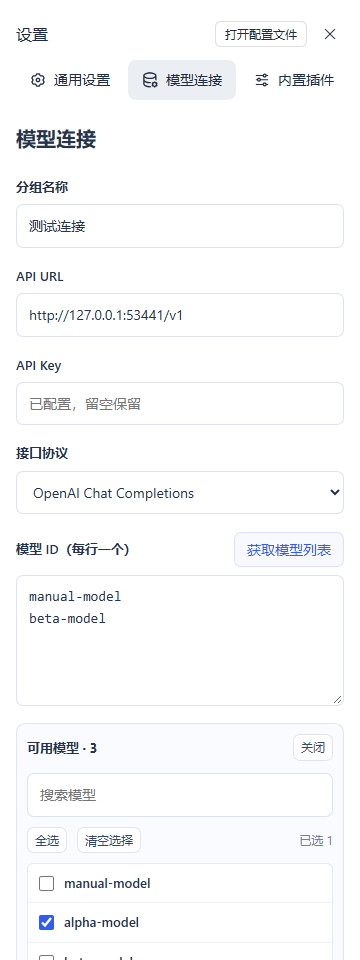 设置
打开配置文件
通用设置
模型连接
内置插件
模型连接
分组名称
测试连接
API URL
http://127.0.0.1:53441/v1
API Key
已配置，留空保留
接口协议
OpenAI Chat Completions
模型 ID（每行一个）
获取模型列表
manual-model
beta-model
可用模型 · 3
关闭
搜索模型
全选
清空选择
已选 1
manual-model
alpha-model